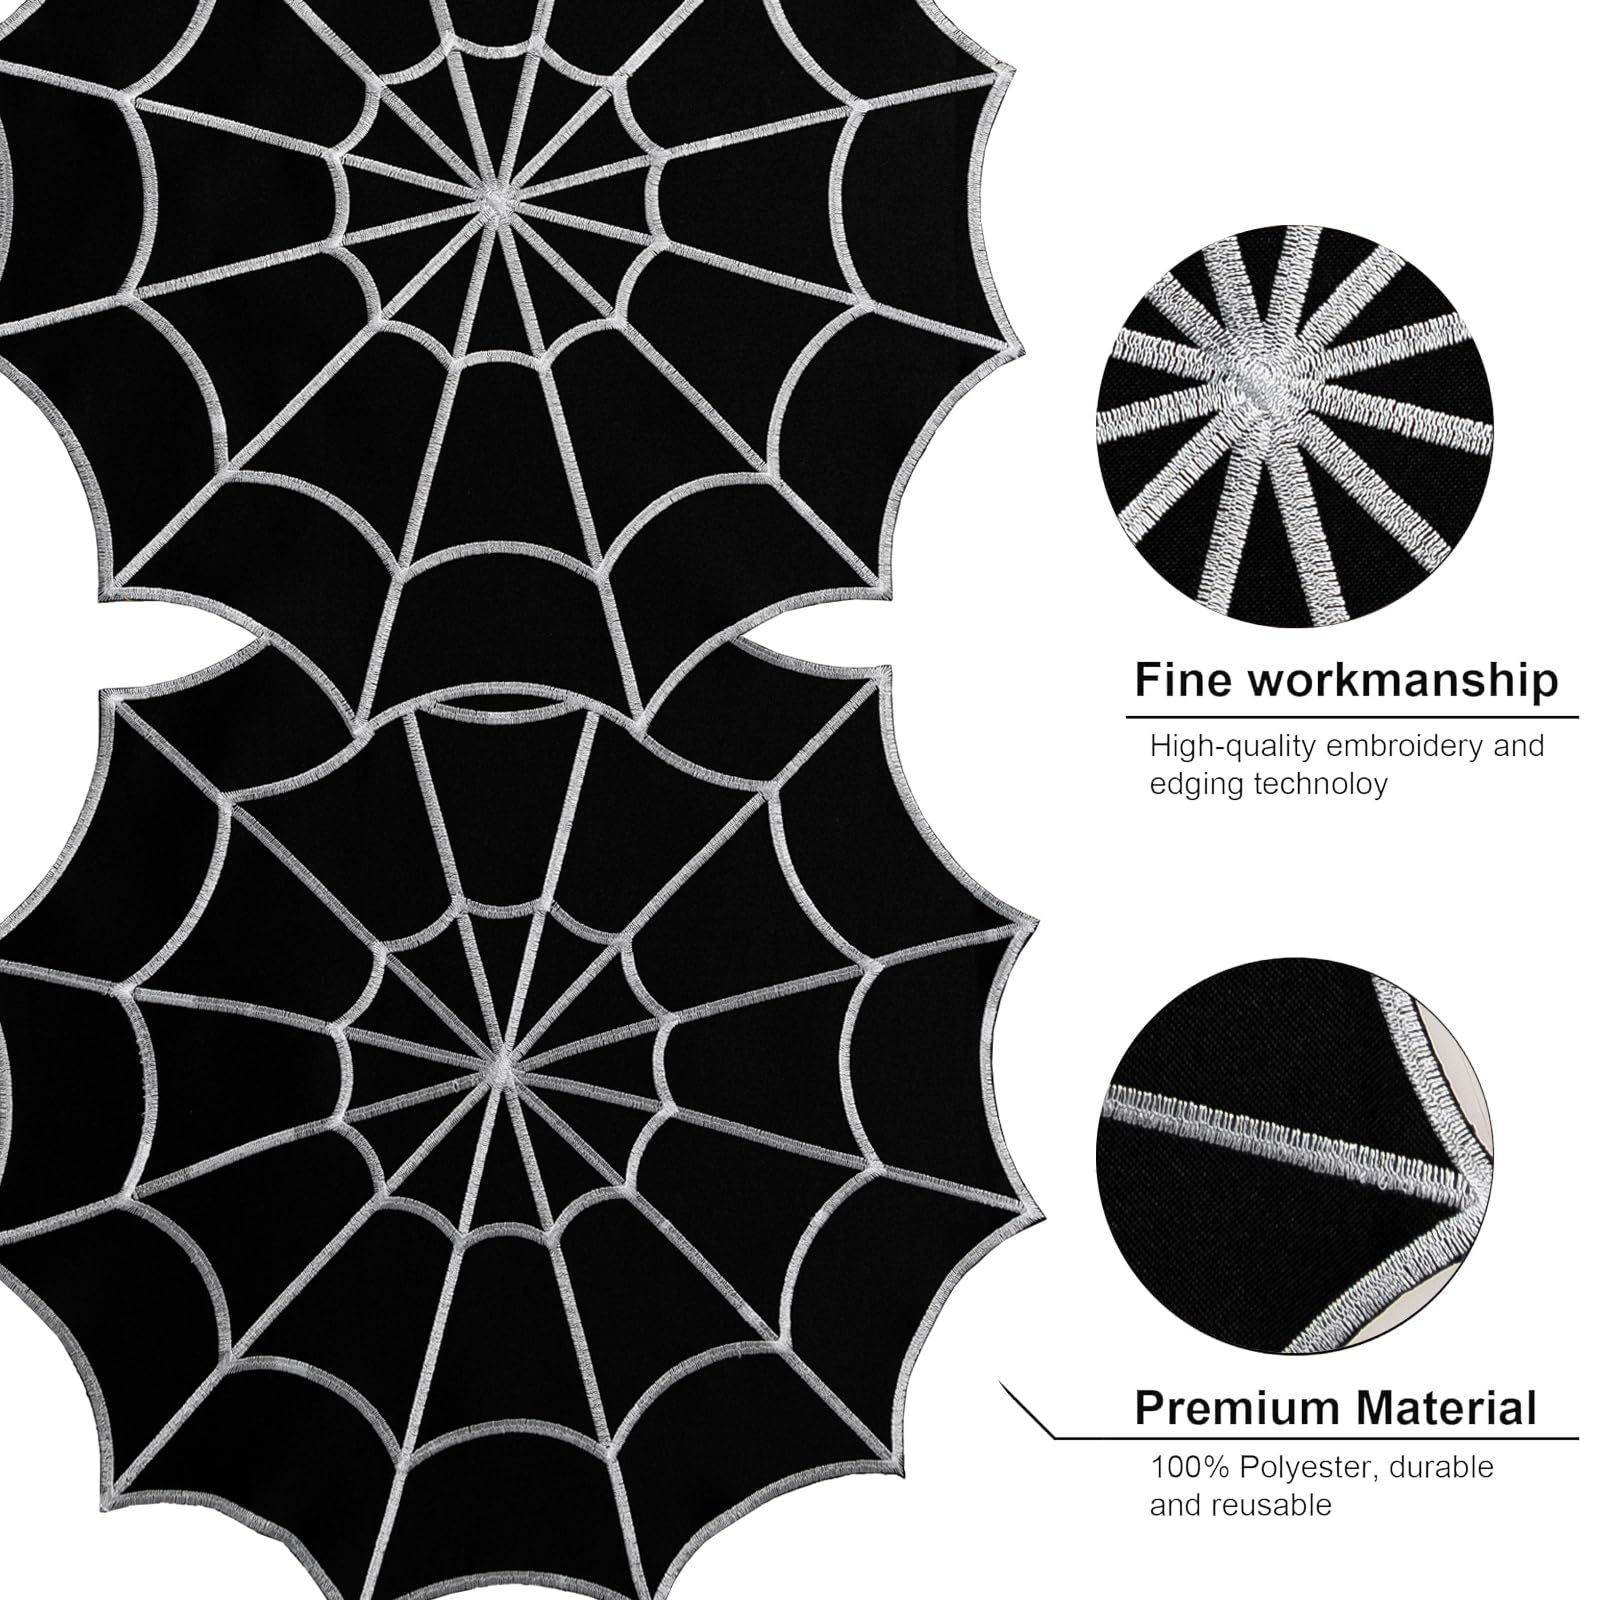 Fine workmanship
High-quality embroidery and
edging technoloy
Premium Material
100% Polyester, durable
and reusable